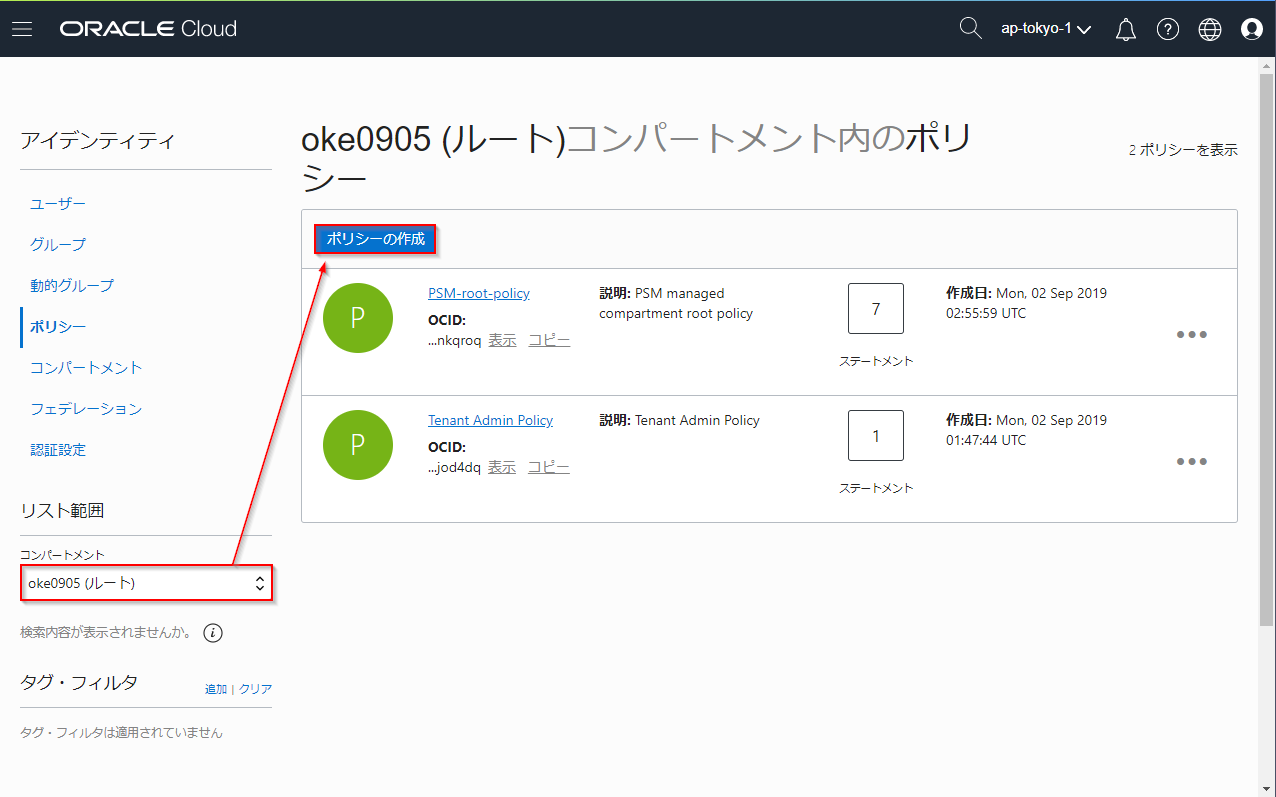 ORACLE Cloud
ap-tokyo-1
アイデンティティ
ユーザー
グループ
動的グループ
ポリシー
コンパートメント
フェデレーション
認証設定
リスト範囲
コンパートメント
oke0905 (ルート)
検索内容が表示されませんか。
タグ・フィルタ
追加 | クリア
タグ・フィルタは適用されていません
oke0905 (ルート)コンパートメント内のポリ
シー
2 ポリシーを表示
ポリシーの作成
P
PSM-root-policy
OCID:
...nkqroq 表示 コピー
説明: PSM managed
compartment root policy
7
ステートメント
作成日: Mon, 02 Sep 2019
02:55:59 UTC
P
Tenant Admin Policy
OCID:
...jod4dq 表示 コピー
説明: Tenant Admin Policy
1
ステートメント
作成日: Mon, 02 Sep 2019
01:47:44 UTC